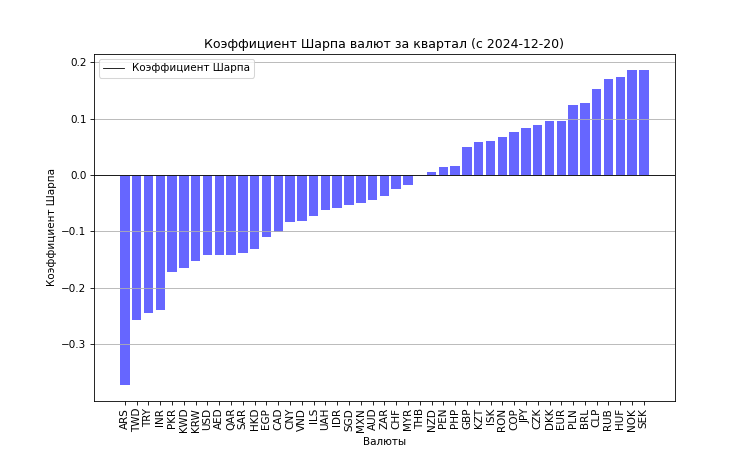 Коэффициент Шарпа валют за квартал (с 2024-12-20)
Коэффициент Шарпа
0.2
0.1
0.0
−0.1
−0.2
−0.3
Коэффициент Шарпа
ARS TWD TRY INR PKR KWD KRW USD AED QAR SAR HKD EGP CAD CNY VND ILS UAH IDR SGD MXN AUD ZAR CHF MYR THB NZD PEN PHP GBP KZT ISK RON COP JPY CZK DKK EUR PLN BRL CLP RUB HUF NOK SEK
Валюты